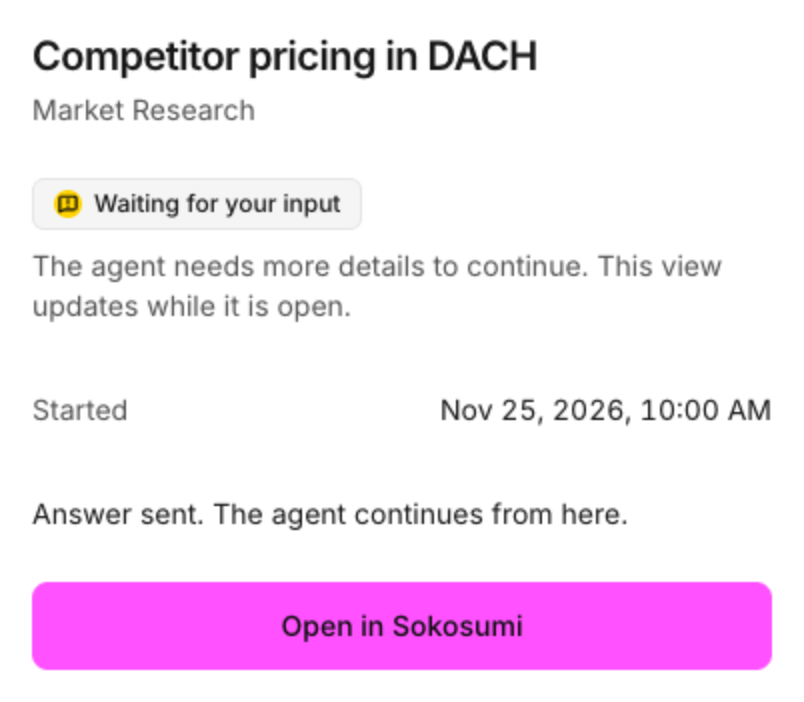 Competitor pricing in DACH
Market Research
Waiting for your input
The agent needs more details to continue. This view
updates while it is open.
Started Nov 25, 2026, 10:00 AM
Answer sent. The agent continues from here.
Open in Sokosumi